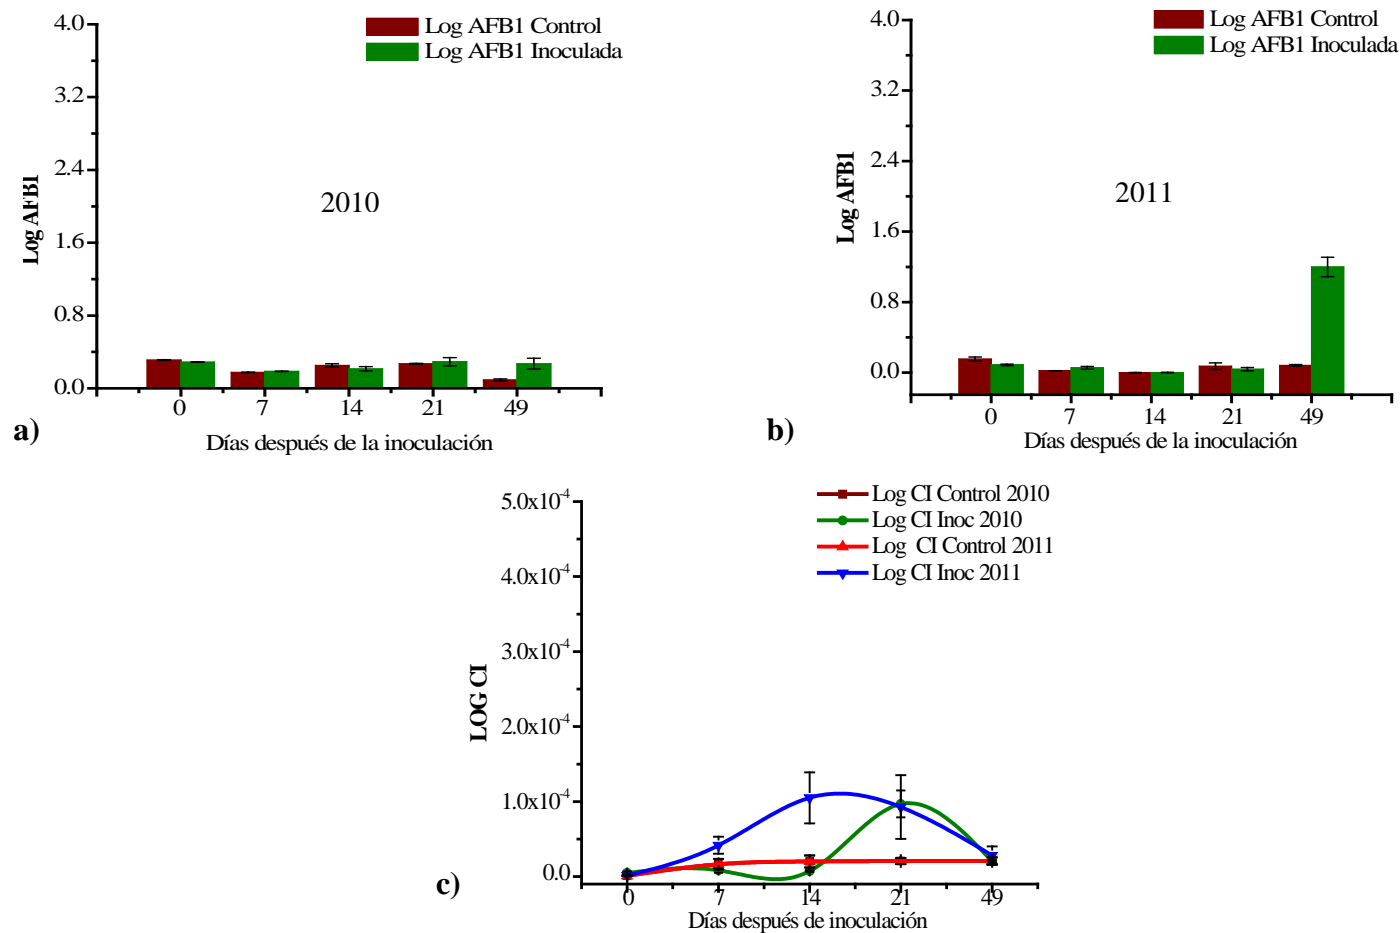 Log AFB1 Control
Log AFB1 Inoculada
4.0
3.2
2.4
1.6
0.8
0.0
Log AFB1
2010
0 7 14 21 49
Días después de la inoculación
a)
Log AFB1 Control
Log AFB1 Inoculada
4.0
3.2
2.4
1.6
0.8
0.0
Log AFB1
2011
0 7 14 21 49
Días después de la inoculación
b)
Log CI Control 2010
Log CI Inoc 2010
Log CI Control 2011
Log CI Inoc 2011
5.0x10⁻⁴
4.0x10⁻⁴
3.0x10⁻⁴
2.0x10⁻⁴
1.0x10⁻⁴
0.0
LOG CI
0 7 14 21 49
Días después de inoculación
c)